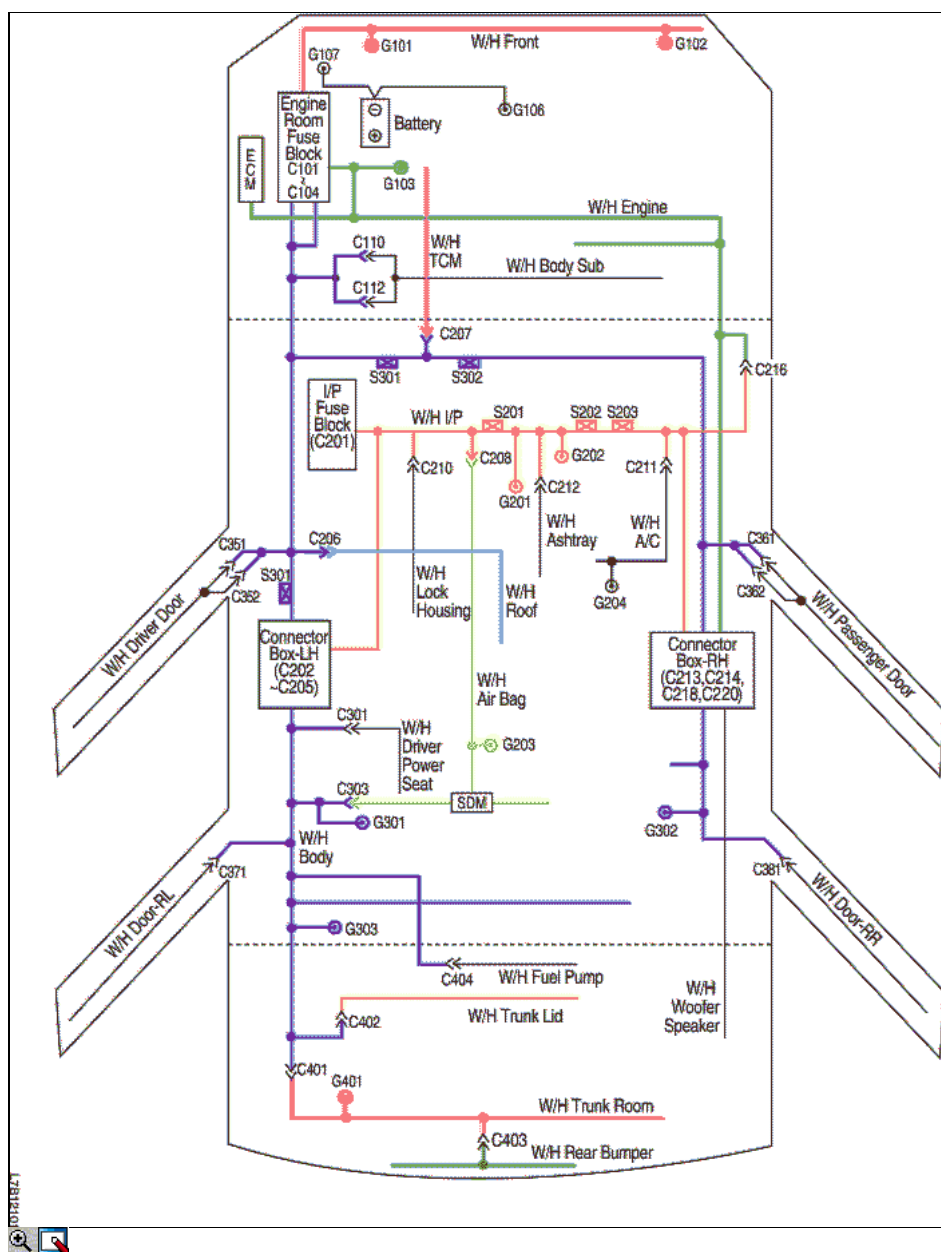 W/H Front
G101
G102
G107
G106
Engine
Room
Fuse
Block
C101
~
C104
Battery
ECM
G103
W/H Engine
C110
W/H
TCM
C112
W/H Body Sub
C207
S301
S302
C216
I/P
Fuse
Block
(C201)
W/H I/P
S201
S202
S203
C210
C208
G202
C211
G201
C212
C351
C206
W/H
Ashtray
W/H
A/C
C361
S301
C352
W/H
Lock
Housing
W/H
Roof
G204
C362
W/H Driver Door
W/H Passenger Door
Connector
Box-LH
(C202
~C205)
Connector
Box-RH
(C213,C214,
C218,C220)
W/H
Air Bag
C301
W/H
Driver
Power
Seat
G203
C303
SDM
G301
G302
W/H
Body
C371
C381
W/H Door-RL
W/H Door-RR
G303
C404
W/H Fuel Pump
W/H
Woofer
Speaker
C402
W/H Trunk Lid
C401
G401
W/H Trunk Room
C403
W/H Rear Bumper
L7B12101